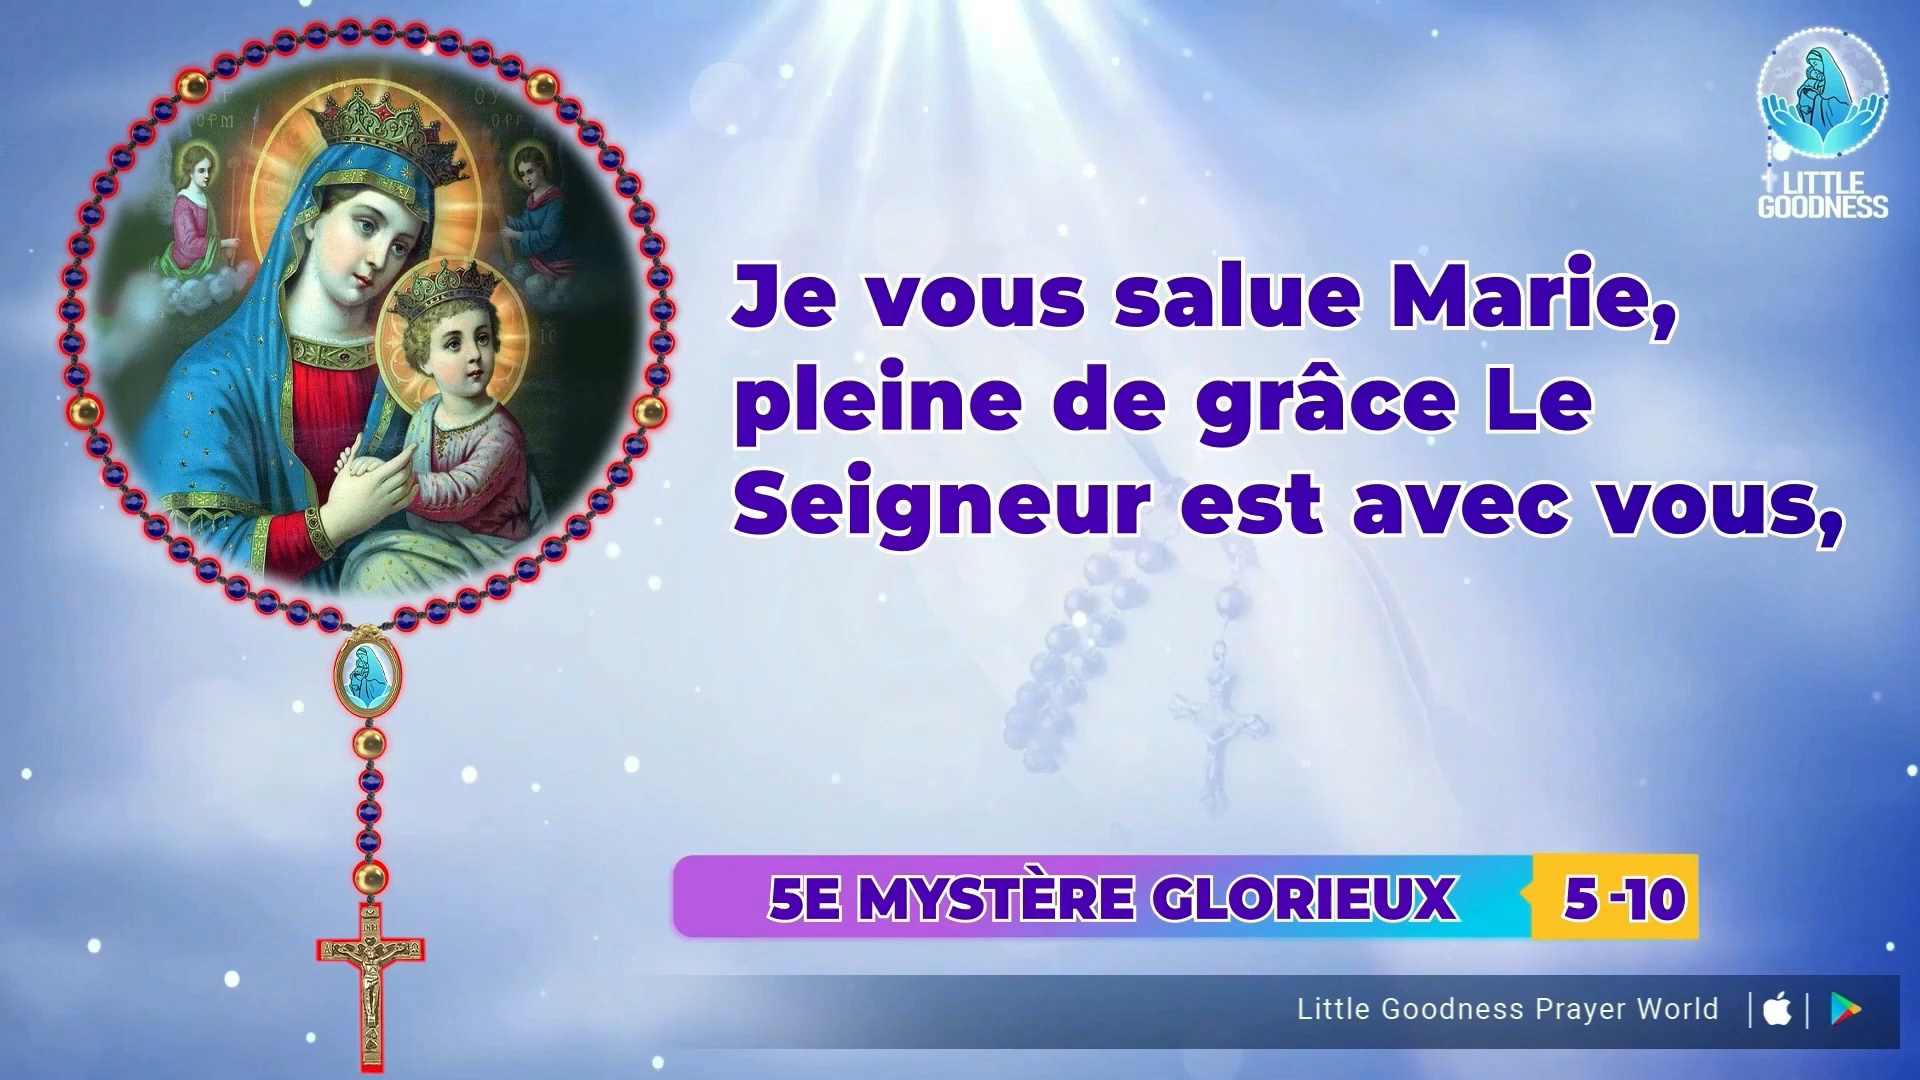 LITTLE
GOODNESS
Je vous salue Marie,
pleine de grâce Le
Seigneur est avec vous,
5E MYSTÈRE GLORIEUX 5 -10
Little Goodness Prayer World
INRI